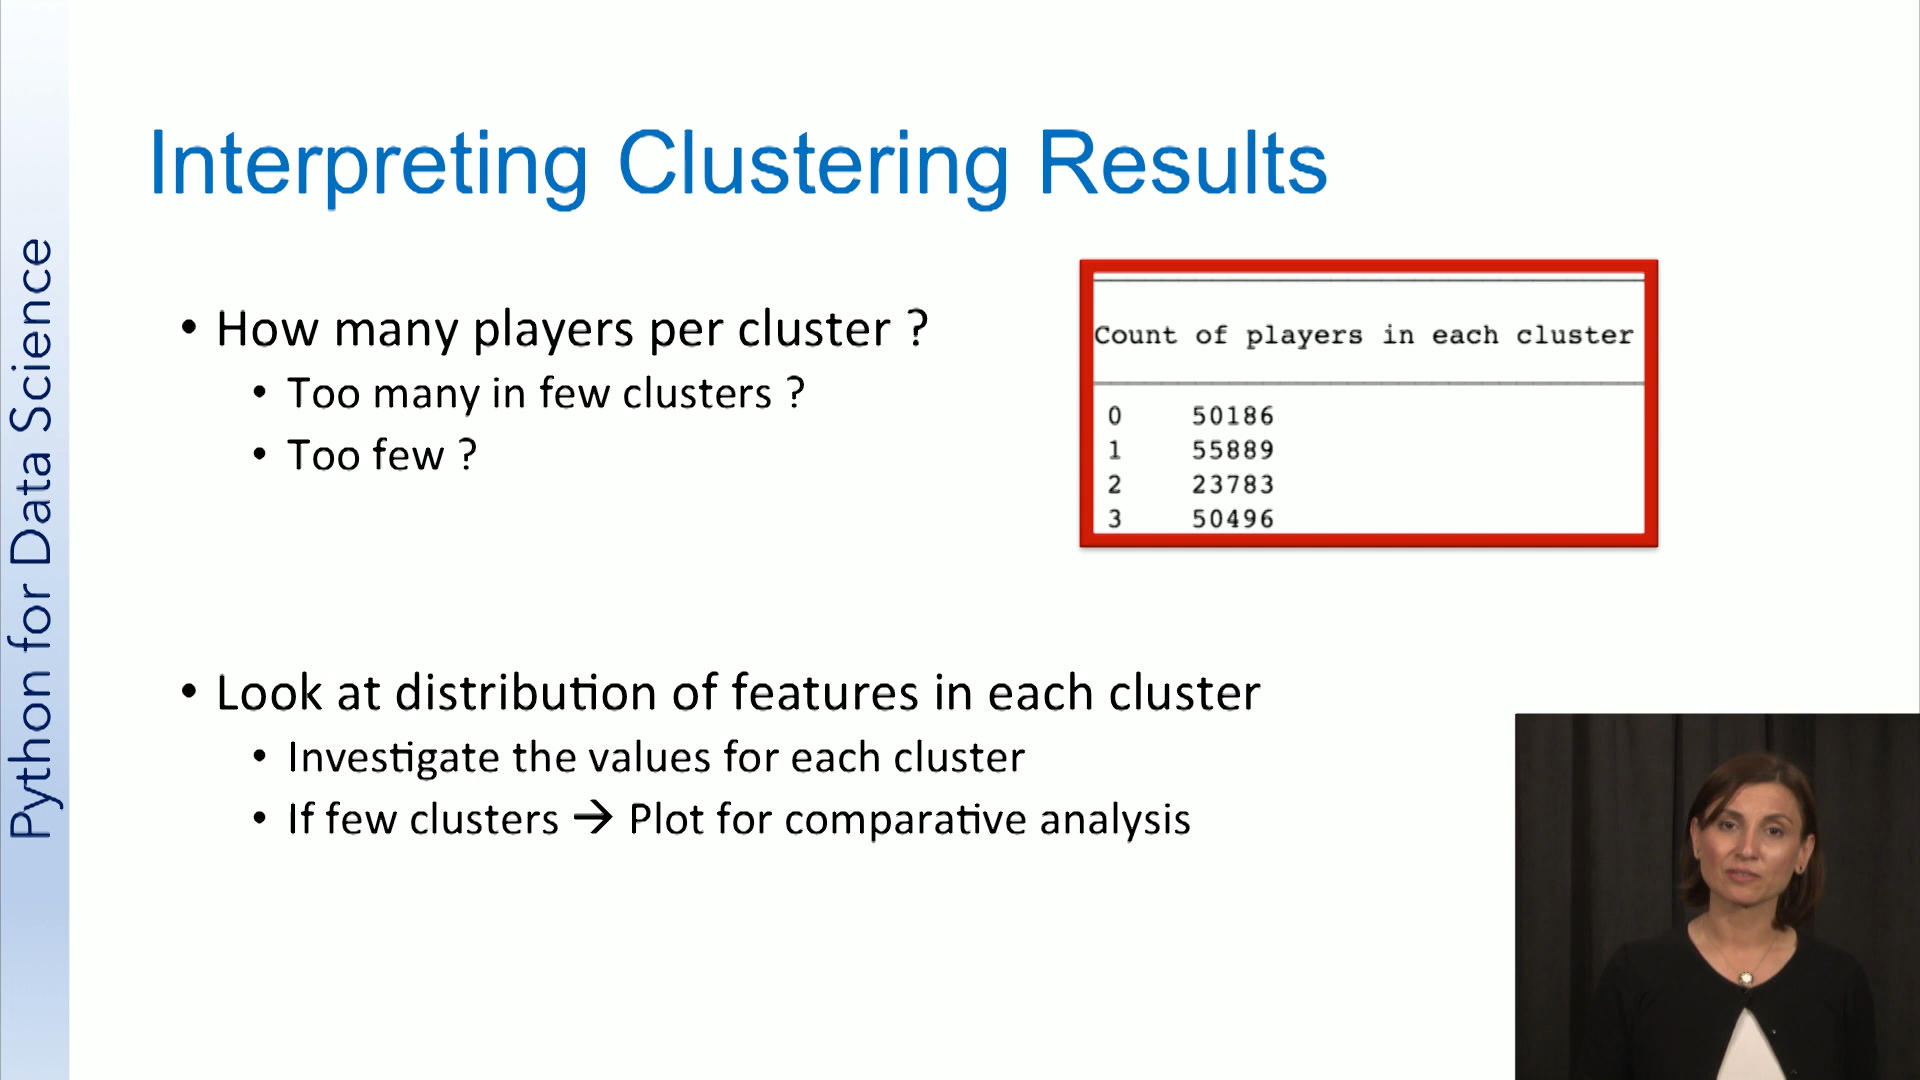 Python for Data Science
Interpreting Clustering Results
• How many players per cluster ?
• Too many in few clusters ?
• Too few ?
Count of players in each cluster
0 50186
1 55889
2 23783
3 50496
• Look at distribution of features in each cluster
• Investigate the values for each cluster
• If few clusters → Plot for comparative analysis